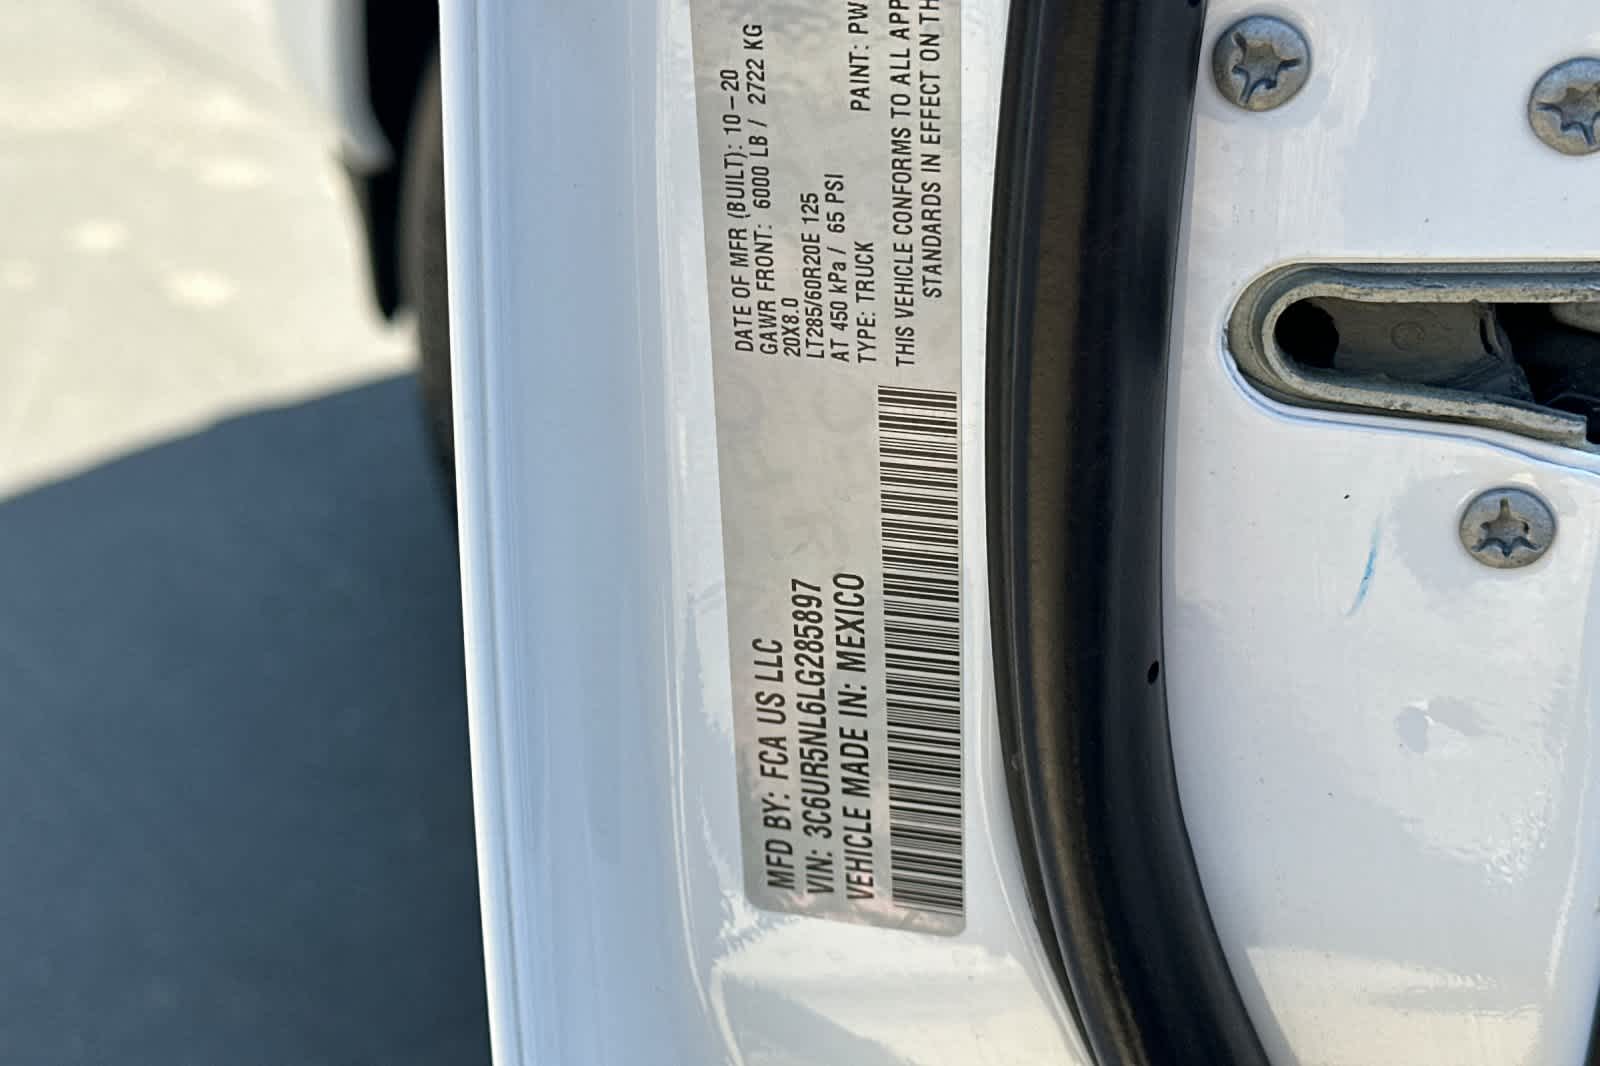 MFD BY: FCA US LLC
VIN: 3C6UR5NL6LG285897
VEHICLE MADE IN: MEXICO
DATE OF MFR (BUILT): 10-20
GAWR FRONT: 6000 LB / 2722 KG
20X8.0
LT285/60R20E 125
AT 450 kPa / 65 PSI
TYPE: TRUCK PAINT: PW
THIS VEHICLE CONFORMS TO ALL APP
STANDARDS IN EFFECT ON TH